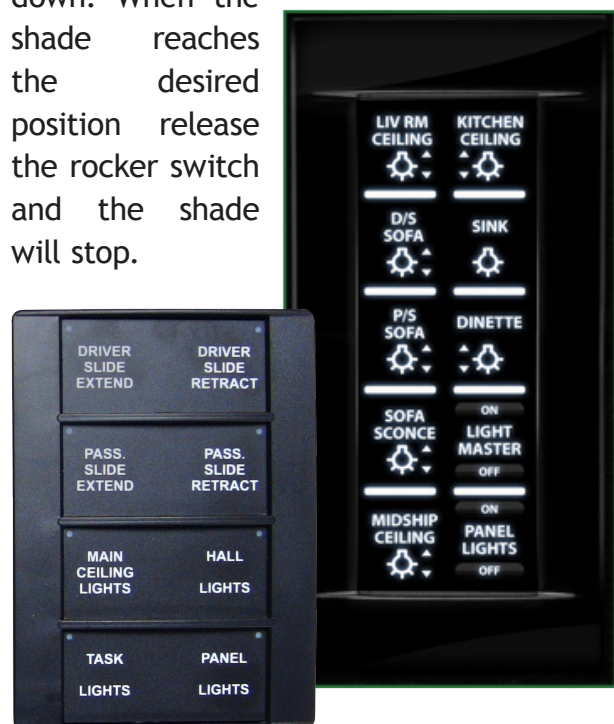 down. When the
shade reaches
the desired
position release
the rocker switch
and the shade
will stop.
LIV RM
CEILING
KITCHEN
CEILING
D/S
SOFA
SINK
P/S
SOFA
DINETTE
SOFA
SCONCE
ON
LIGHT
MASTER
OFF
MIDSHIP
CEILING
ON
PANEL
LIGHTS
OFF
DRIVER
SLIDE
EXTEND
DRIVER
SLIDE
RETRACT
PASS.
SLIDE
EXTEND
PASS.
SLIDE
RETRACT
MAIN
CEILING
LIGHTS
HALL
LIGHTS
TASK
LIGHTS
PANEL
LIGHTS